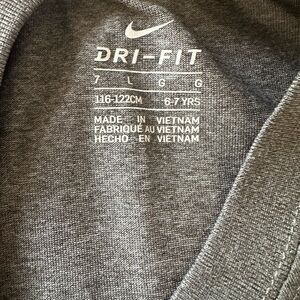 DRI-FIT
7 L G G
116-122CM 6-7 YRS
MADE IN VIETNAM
FABRIQUÉ AU VIETNAM
HECHO EN VIETNAM